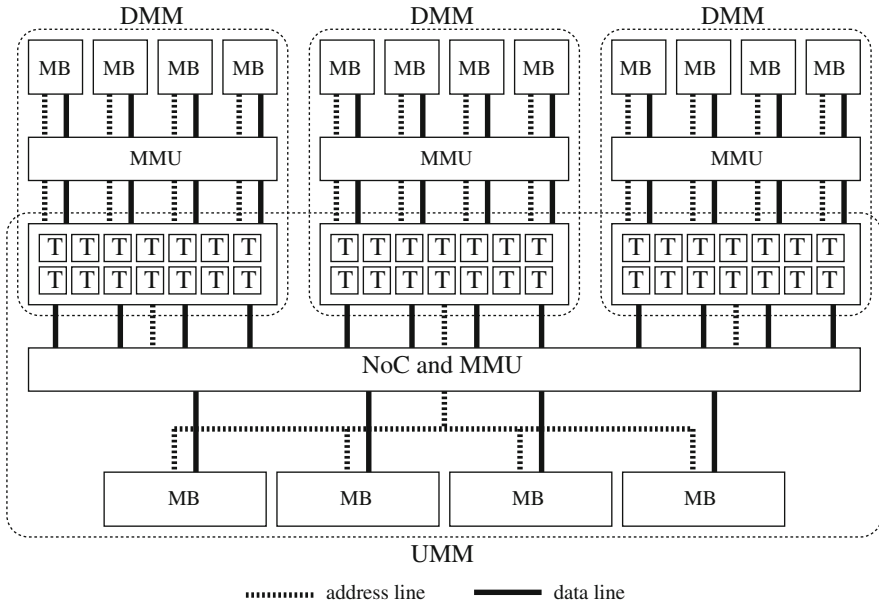 DMM DMM DMM
MB MB MB MB MB MB MB MB MB MB MB MB
MMU MMU MMU
T T T T T T T T T T T T T T T T T T T T T
T T T T T T T T T T T T T T T T T T T T T
NoC and MMU
MB MB MB MB
UMM
address line data line